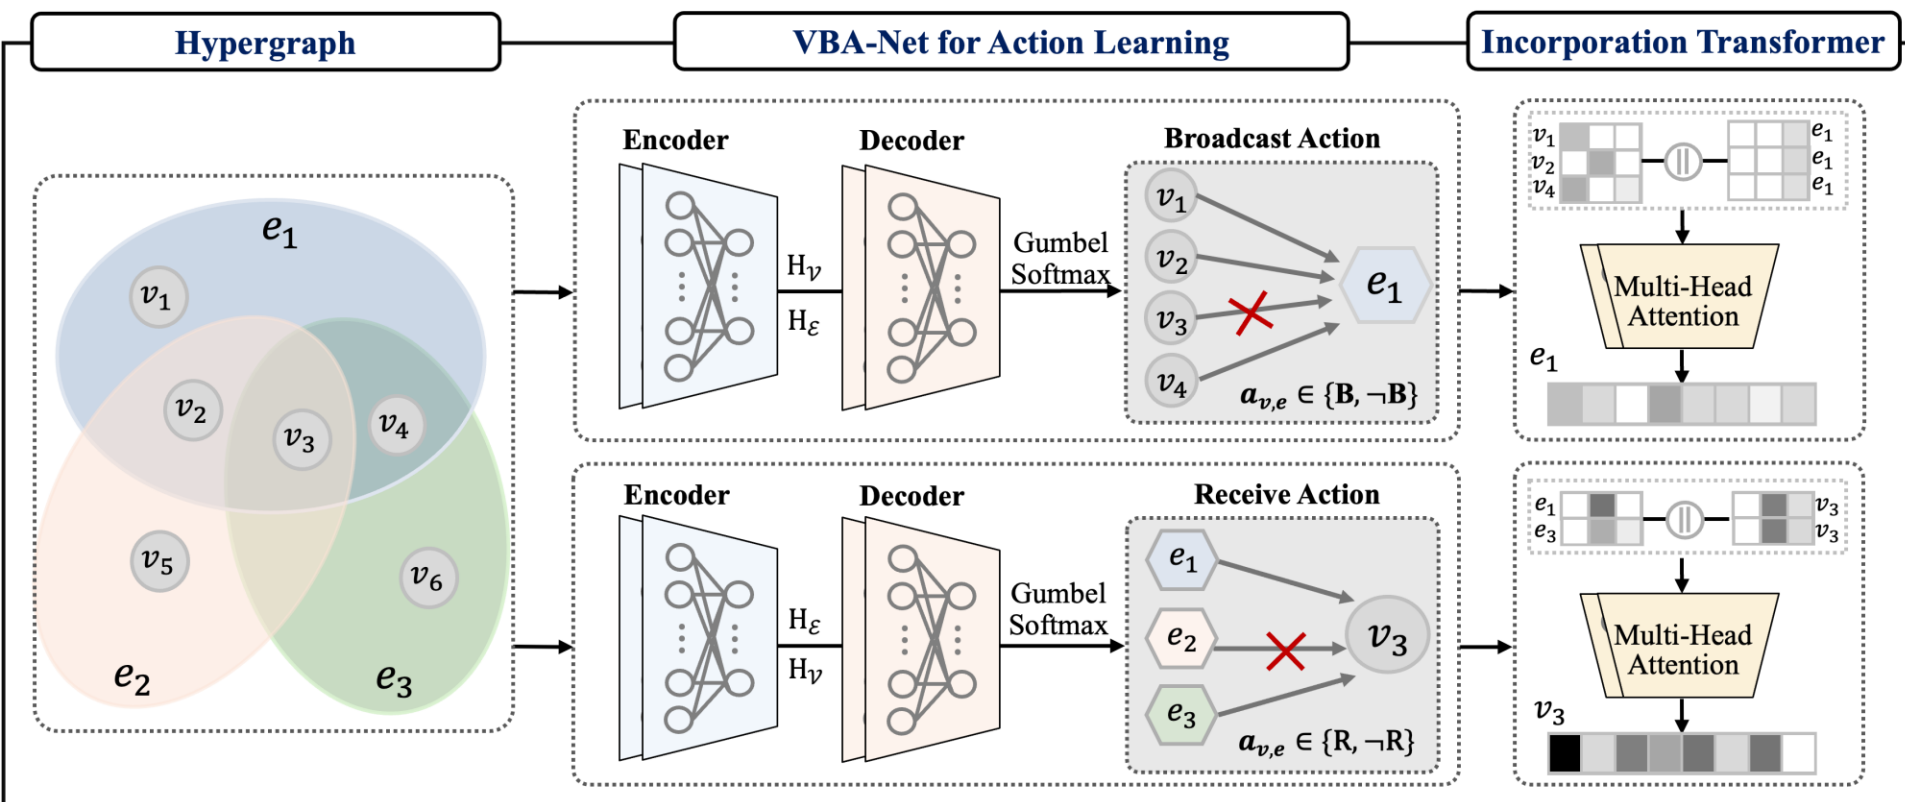 Hypergraph
VBA-Net for Action Learning
Incorporation Transformer
e₁
v₁
v₂
v₃
v₄
v₅
v₆
e₂
e₃
Encoder
Decoder
Broadcast Action
H𝒱
Hℰ
Gumbel
Softmax
v₁
v₂
v₃
v₄
e₁
aᵥ,ₑ ∈ {B, ¬B}
v₁ || e₁
v₂ e₁
v₄ e₁
Multi-Head
Attention
e₁
Encoder
Decoder
Receive Action
Hℰ
H𝒱
Gumbel
Softmax
e₁
e₂
e₃
v₃
aᵥ,ₑ ∈ {R, ¬R}
e₁ || v₃
e₃ v₃
Multi-Head
Attention
v₃